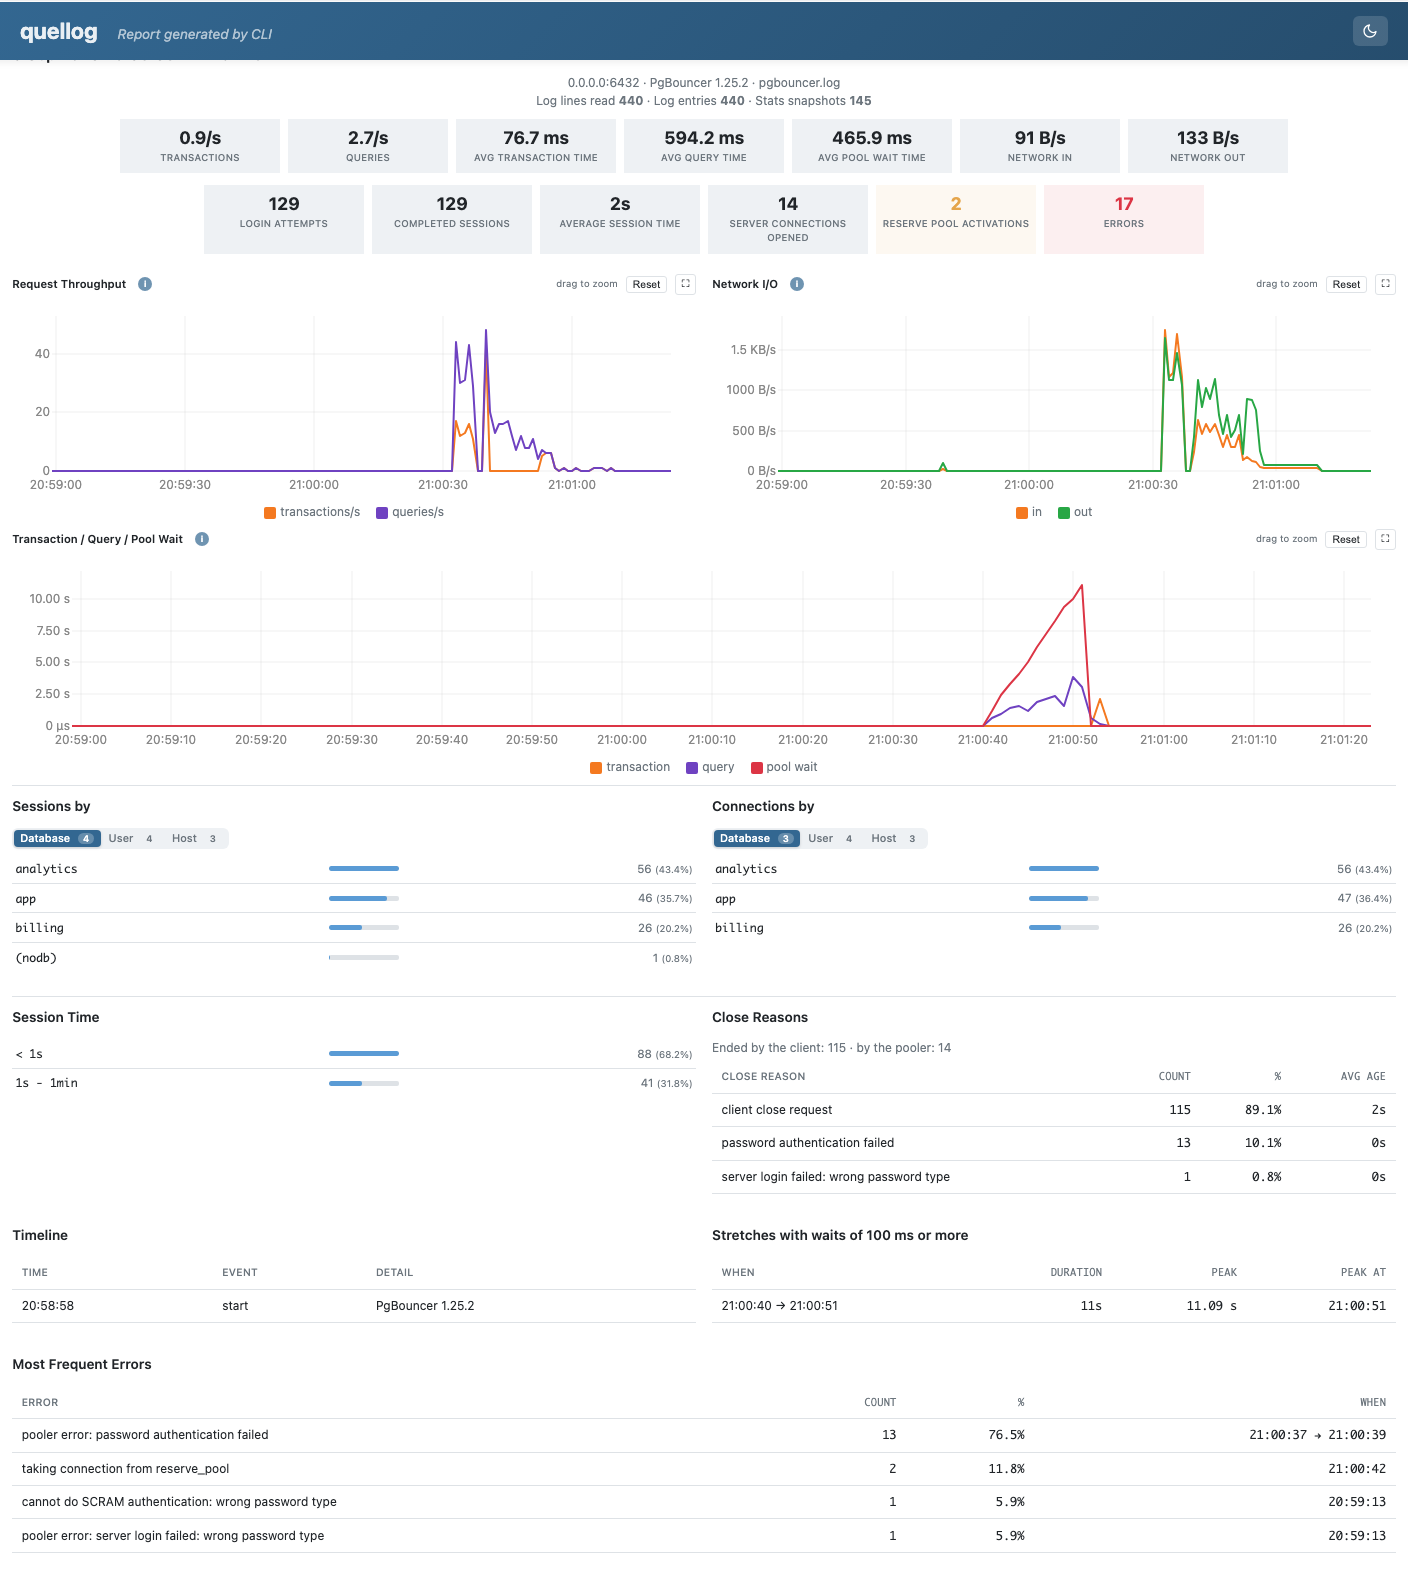 quellog Report generated by CLI
0.0.0.0:6432 · PgBouncer 1.25.2 · pgbouncer.log
Log lines read 440 · Log entries 440 · Stats snapshots 145
0.9/s 2.7/s 76.7 ms 594.2 ms 465.9 ms 91 B/s 133 B/s
TRANSACTIONS QUERIES AVG TRANSACTION TIME AVG QUERY TIME AVG POOL WAIT TIME NETWORK IN NETWORK OUT
129 129 2s 14 2 17
LOGIN ATTEMPTS COMPLETED SESSIONS AVERAGE SESSION TIME SERVER CONNECTIONS OPENED RESERVE POOL ACTIVATIONS ERRORS
Request Throughput i drag to zoom Reset
40
20
0
20:59:00 20:59:30 21:00:00 21:00:30 21:01:00
transactions/s queries/s
Network I/O i drag to zoom Reset
1.5 KB/s
1000 B/s
500 B/s
0 B/s
20:59:00 20:59:30 21:00:00 21:00:30 21:01:00
in out
Transaction / Query / Pool Wait i drag to zoom Reset
10.00 s
7.50 s
5.00 s
2.50 s
0 µs
20:59:00 20:59:10 20:59:20 20:59:30 20:59:40 20:59:50 21:00:00 21:00:10 21:00:20 21:00:30 21:00:40 21:00:50 21:01:00 21:01:10 21:01:20
transaction query pool wait
Sessions by
Database 4 User 4 Host 3
analytics 56 (43.4%)
app 46 (35.7%)
billing 26 (20.2%)
(nodb) 1 (0.8%)
Connections by
Database 3 User 4 Host 3
analytics 56 (43.4%)
app 47 (36.4%)
billing 26 (20.2%)
Session Time
< 1s 88 (68.2%)
1s - 1min 41 (31.8%)
Close Reasons
Ended by the client: 115 · by the pooler: 14
CLOSE REASON COUNT % AVG AGE
client close request 115 89.1% 2s
password authentication failed 13 10.1% 0s
server login failed: wrong password type 1 0.8% 0s
Timeline
TIME EVENT DETAIL
20:58:58 start PgBouncer 1.25.2
Stretches with waits of 100 ms or more
WHEN DURATION PEAK PEAK AT
21:00:40 → 21:00:51 11s 11.09 s 21:00:51
Most Frequent Errors
ERROR COUNT % WHEN
pooler error: password authentication failed 13 76.5% 21:00:37 → 21:00:39
taking connection from reserve_pool 2 11.8% 21:00:42
cannot do SCRAM authentication: wrong password type 1 5.9% 20:59:13
pooler error: server login failed: wrong password type 1 5.9% 20:59:13